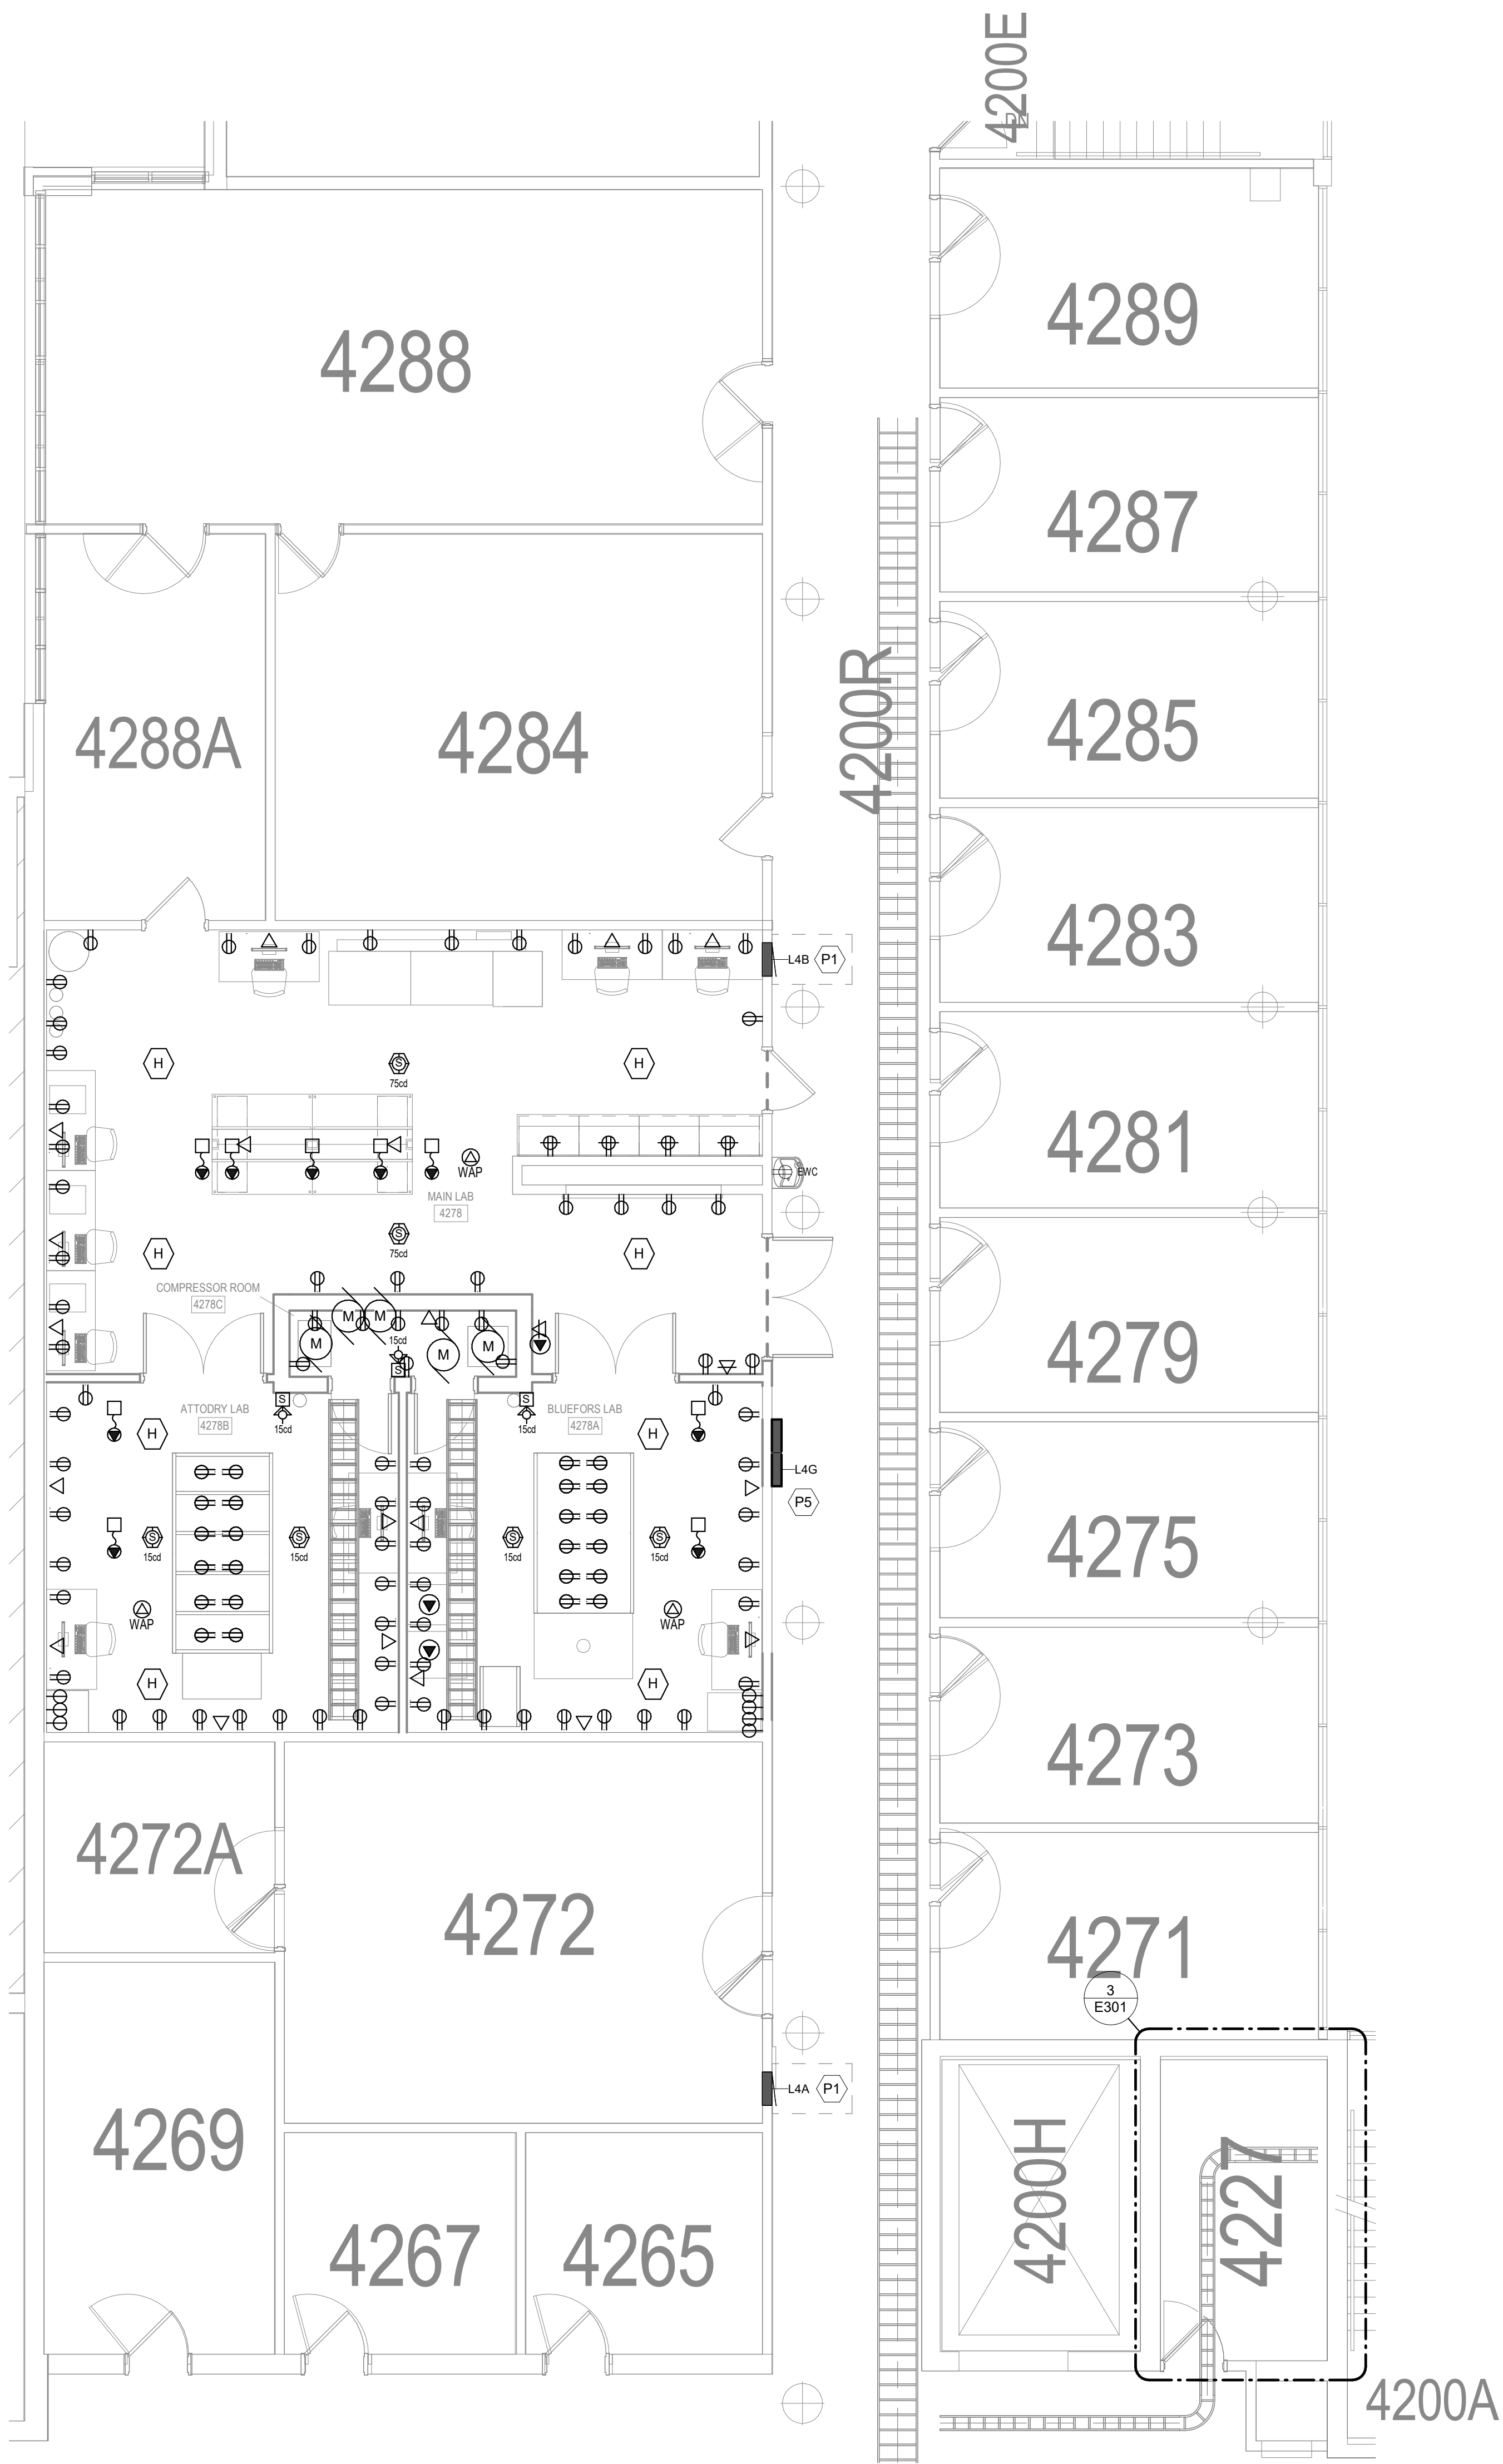 4200E
DN
4289
4288
4287
4200R
4285
4288A
4284
4283
L4B
P1
H
S
75cd
H
4281
WAP
EWC
MAIN LAB
4278
S
75cd
H
H
COMPRESSOR ROOM
4278C
4279
M
M
M
M
M
15cd
S
S
15cd
S
15cd
ATTODRY LAB
4278B
BLUEFORS LAB
4278A
H
H
L4G
P5
4275
S
15cd
S
15cd
S
15cd
S
15cd
WAP
WAP
H
H
4273
4272A
4272
4271
3
E301
L4A
P1
4269
4200H
4227
4267
4265
4200A